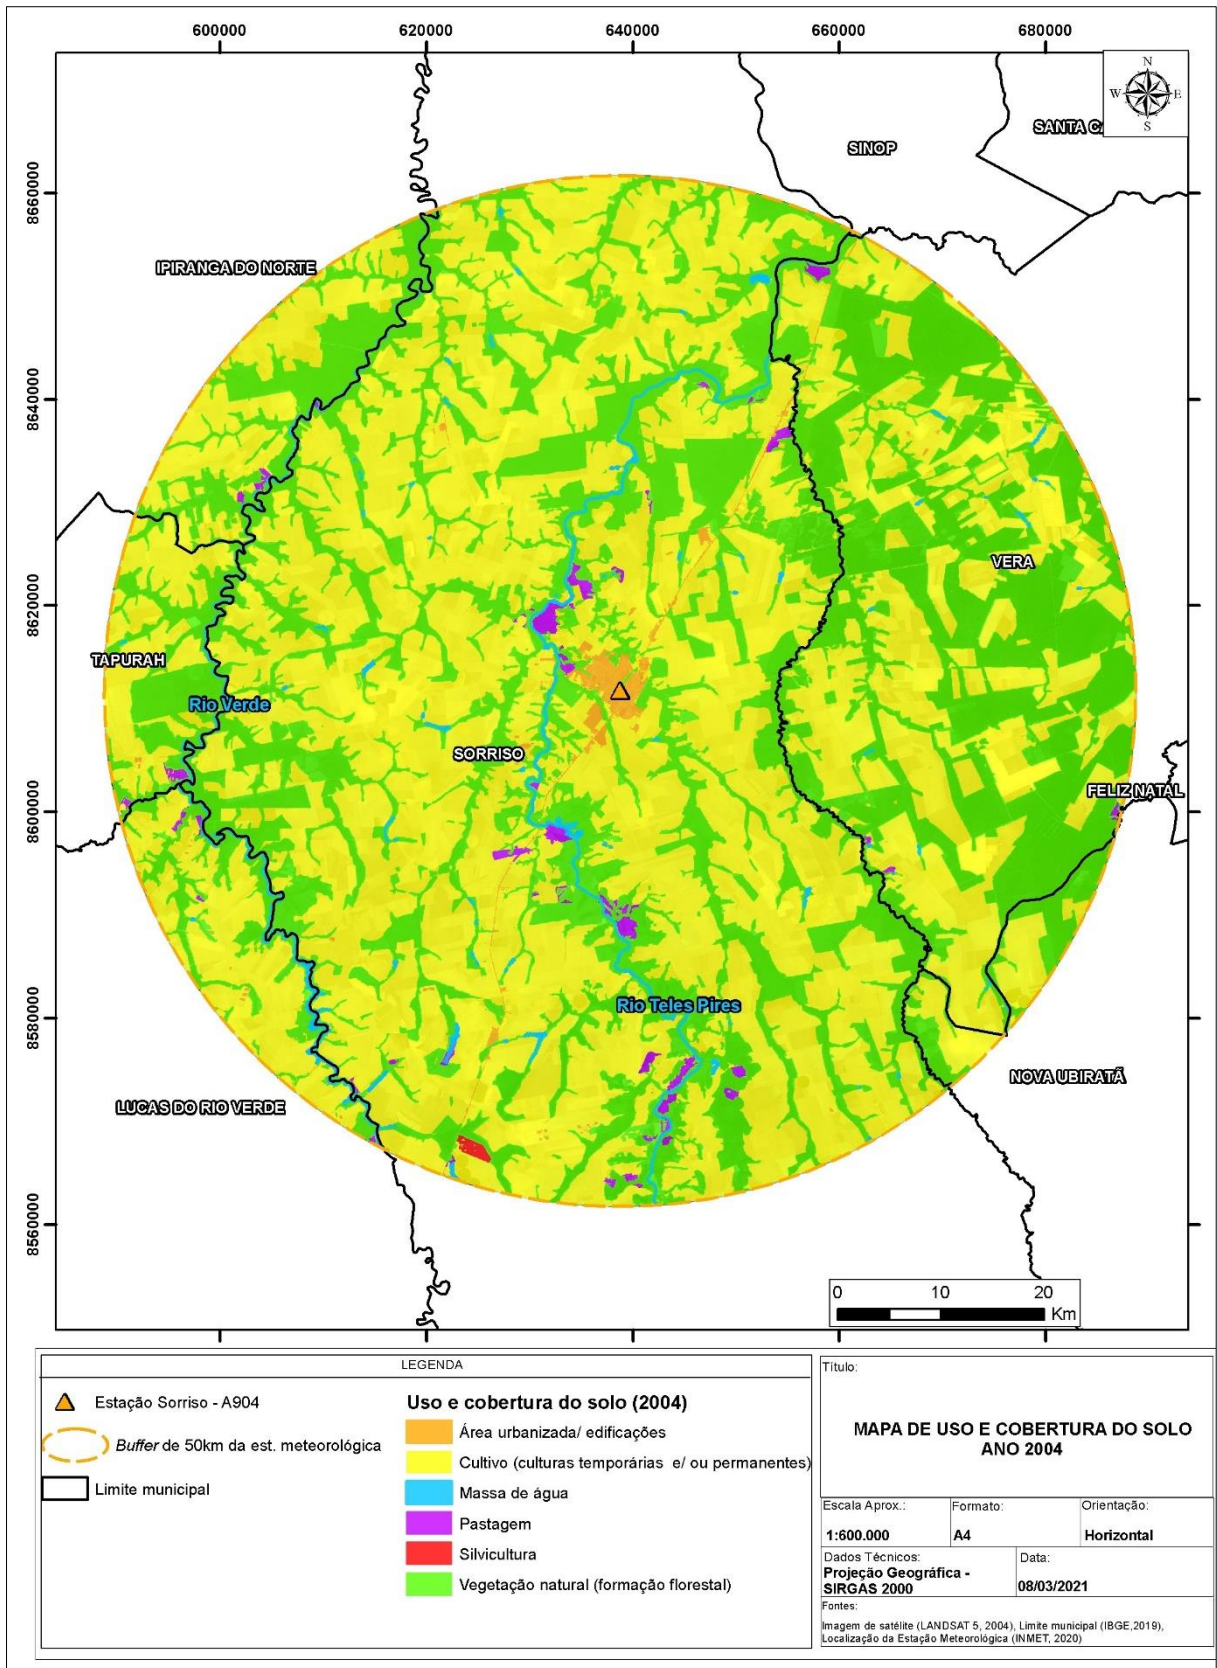 600000
620000
640000
660000
680000
N
W
E
S
SINOP
8660000
IPIRANGA DO NORTE
8640000
VERA
8620000
TAPURAH
Rio Verde
SORRISO
FELIZ NATAL
8600000
Rio Teles Pires
8580000
NOVA UBIRATÃ
LUCAS DO RIO VERDE
8560000
0 10 20
Km
LEGENDA
Estação Sorriso - A904
Buffer de 50km da est. meteorológica
Limite municipal
Uso e cobertura do solo (2004)
Área urbanizada/ edificações
Cultivo (culturas temporárias e/ ou permanentes)
Massa de água
Pastagem
Silvicultura
Vegetação natural (formação florestal)
Título:
MAPA DE USO E COBERTURA DO SOLO
ANO 2004
Escala Aprox.:
1:600.000
Formato:
A4
Orientação:
Horizontal
Dados Técnicos:
Projeção Geográfica -
SIRGAS 2000
Data:
08/03/2021
Fontes:
Imagem de satélite (LANDSAT 5, 2004), Limite municipal (IBGE,2019),
Localização da Estação Meteorológica (INMET, 2020)